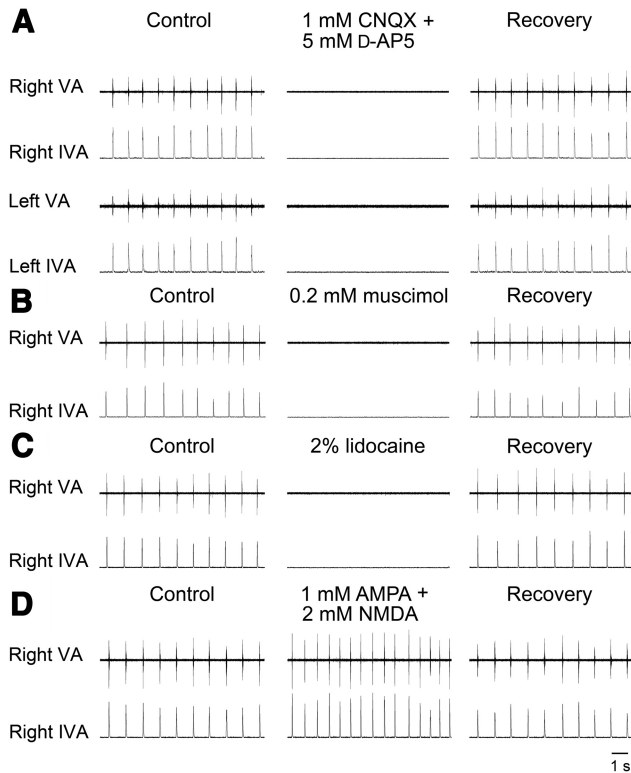 A
Control
1 mM CNQX +
5 mM D-AP5
Recovery
Right VA
Right IVA
Left VA
Left IVA
B
Control
0.2 mM muscimol
Recovery
Right VA
Right IVA
C
Control
2% lidocaine
Recovery
Right VA
Right IVA
D
Control
1 mM AMPA +
2 mM NMDA
Recovery
Right VA
Right IVA
1 s